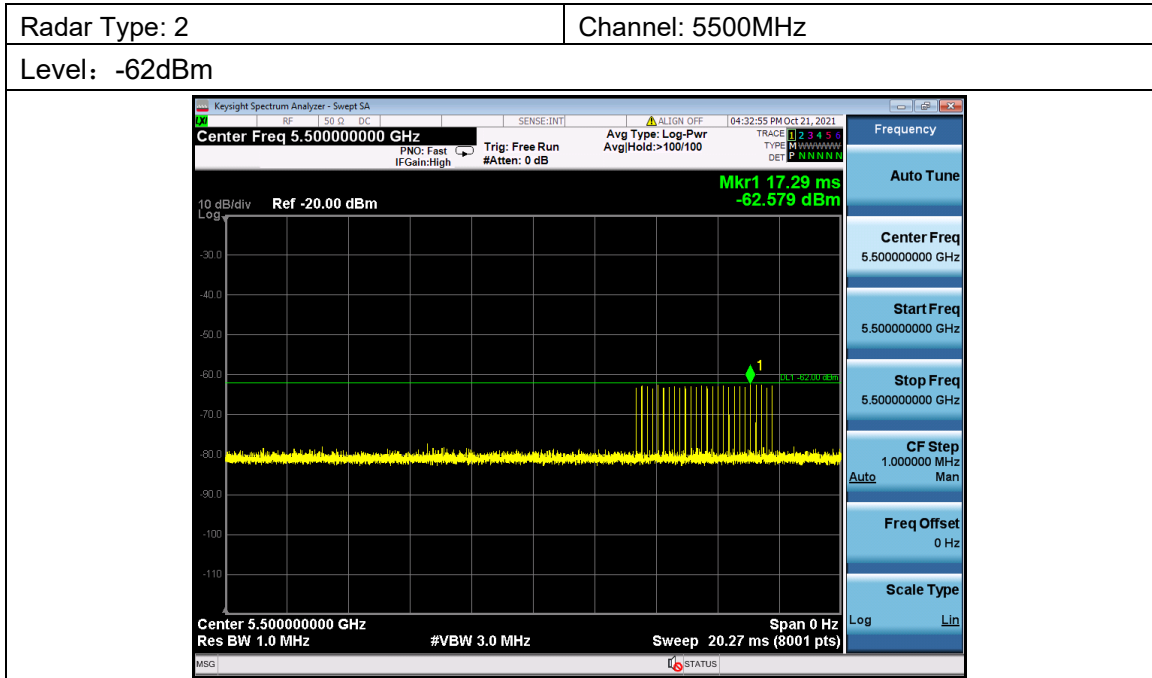 Radar Type: 2
Channel: 5500MHz
Level：-62dBm
Keysight Spectrum Analyzer - Swept SA
LXI RF 50 Ω DC SENSE:INT ALIGN OFF 04:32:55 PM Oct 21, 2021
Center Freq 5.500000000 GHz
PNO: Fast
IFGain:High
Trig: Free Run
#Atten: 0 dB
Avg Type: Log-Pwr
Avg|Hold:>100/100
TRACE 1 2 3 4 5 6
TYPE M WWWWW
DET P N N N N N
Mkr1 17.29 ms
-62.579 dBm
10 dB/div Ref -20.00 dBm
Log
-30.0
-40.0
-50.0
-60.0
-70.0
-80.0
-90.0
-100
-110
1
DL1 -62.00 dBm
Center 5.500000000 GHz
Span 0 Hz
Res BW 1.0 MHz
#VBW 3.0 MHz
Sweep 20.27 ms (8001 pts)
MSG
STATUS
Frequency
Auto Tune
Center Freq
5.500000000 GHz
Start Freq
5.500000000 GHz
Stop Freq
5.500000000 GHz
CF Step
1.000000 MHz
Auto Man
Freq Offset
0 Hz
Scale Type
Log Lin